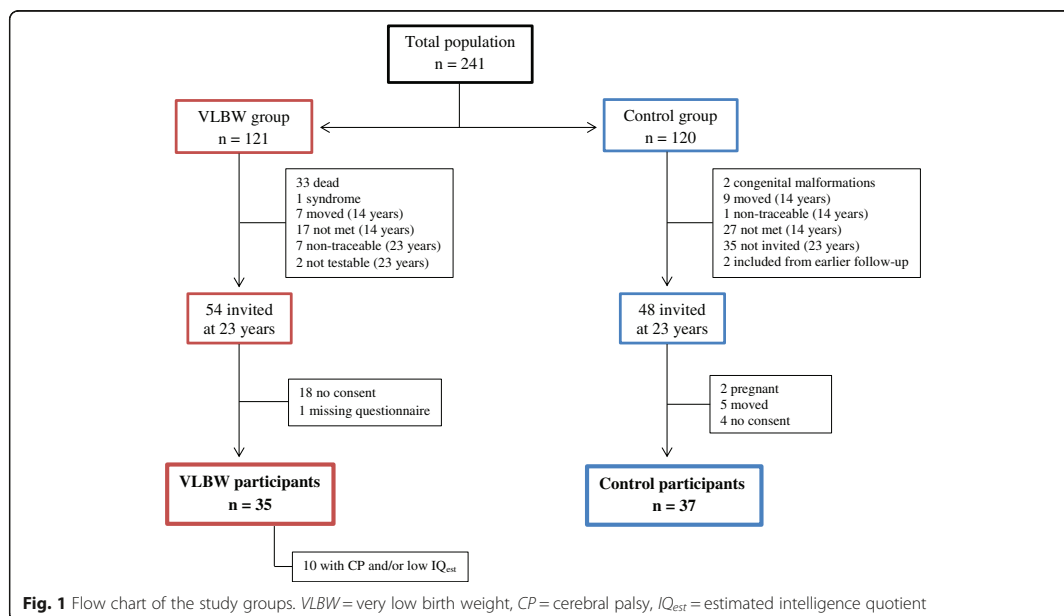 Total population
n = 241
VLBW group
n = 121
Control group
n = 120
33 dead
1 syndrome
7 moved (14 years)
17 not met (14 years)
7 non-traceable (23 years)
2 not testable (23 years)
2 congenital malformations
9 moved (14 years)
1 non-traceable (14 years)
27 not met (14 years)
35 not invited (23 years)
2 included from earlier follow-up
54 invited
at 23 years
48 invited
at 23 years
18 no consent
1 missing questionnaire
2 pregnant
5 moved
4 no consent
VLBW participants
n = 35
Control participants
n = 37
10 with CP and/or low IQest
Fig. 1 Flow chart of the study groups. VLBW = very low birth weight, CP = cerebral palsy, IQest = estimated intelligence quotient